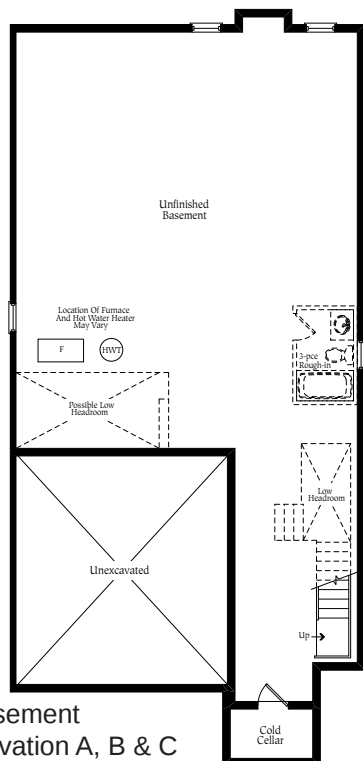 Unfinished
Basement
Location Of Furnace
And Hot Water Heater
May Vary
F
HWT
3-pce
Rough-in
Possible Low
Headroom
Low
Headroom
Unexcavated
Up
Cold
Cellar
sement
vation A, B & C